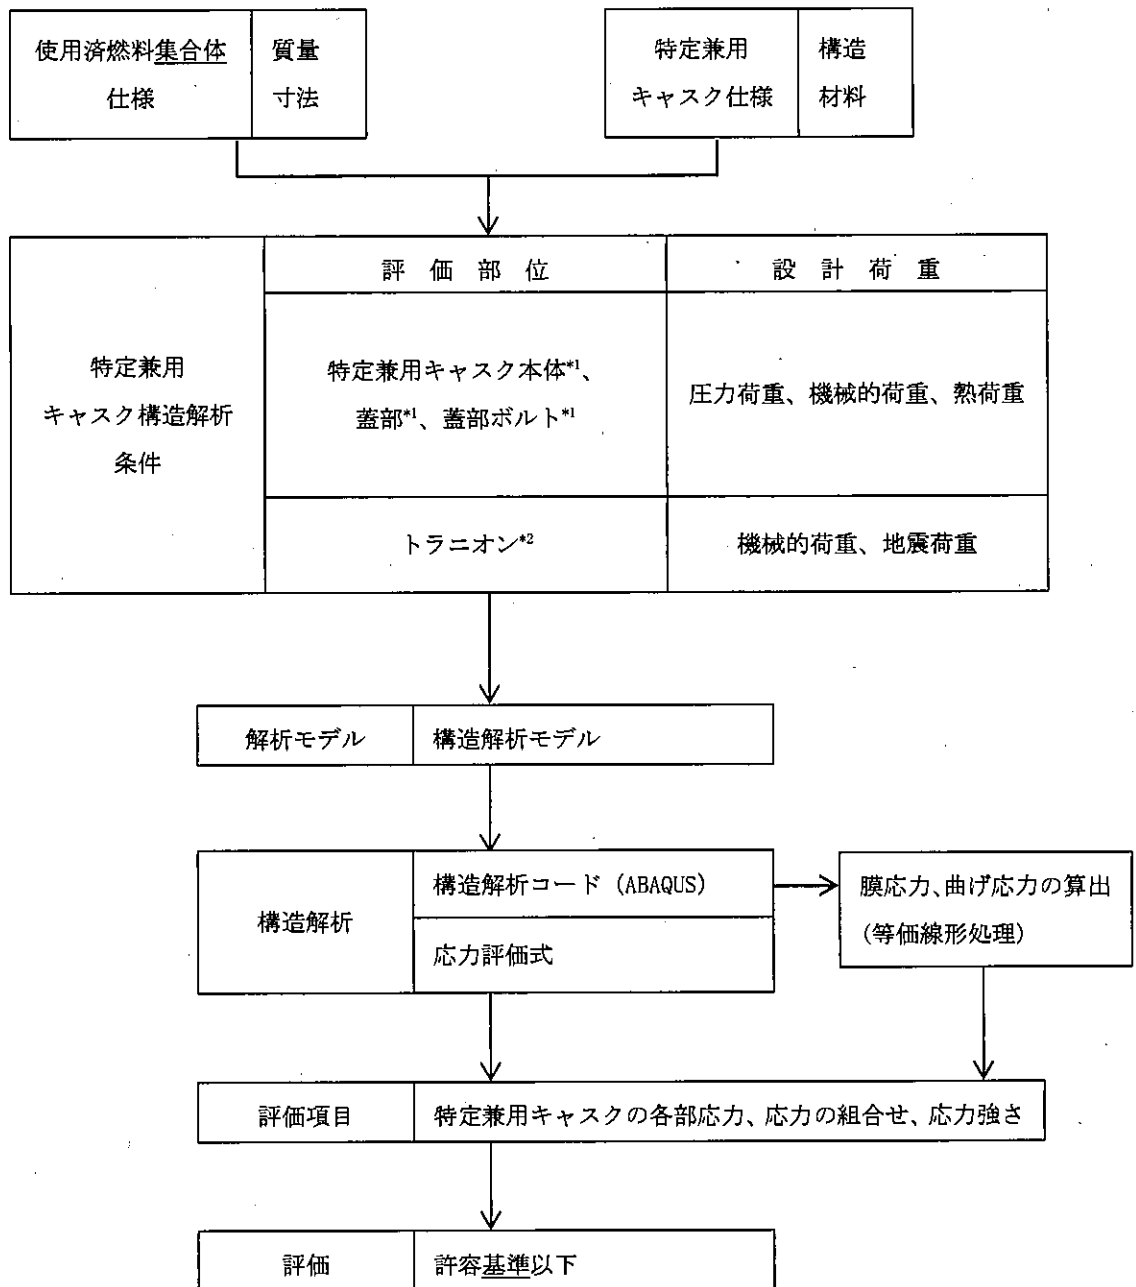 使用済燃料集合体
仕様
質量
寸法
特定兼用
キャスク仕様
構造
材料
評価部位
設計荷重
特定兼用
キャスク構造解析
条件
特定兼用キャスク本体*1、
蓋部*1、蓋部ボルト*1
圧力荷重、機械的荷重、熱荷重
トラニオン*2
機械的荷重、地震荷重
解析モデル
構造解析モデル
構造解析
構造解析コード (ABAQUS)
応力評価式
膜応力、曲げ応力の算出
(等価線形処理)
評価項目
特定兼用キャスクの各部応力、応力の組合せ、応力強さ
評価
許容基準以下